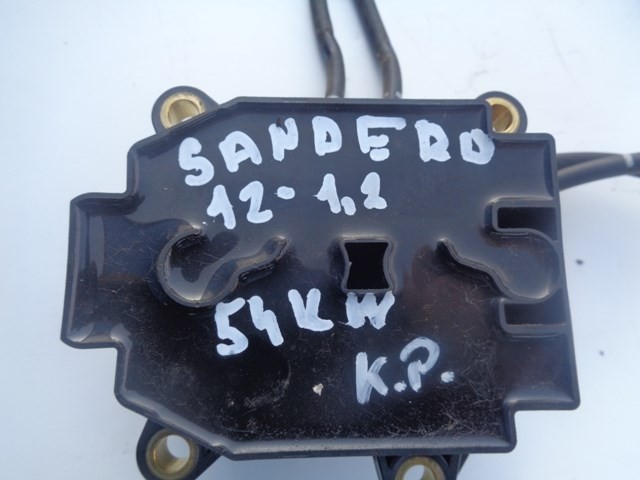 SANDERO
12- 1,2
54KW
K.P.